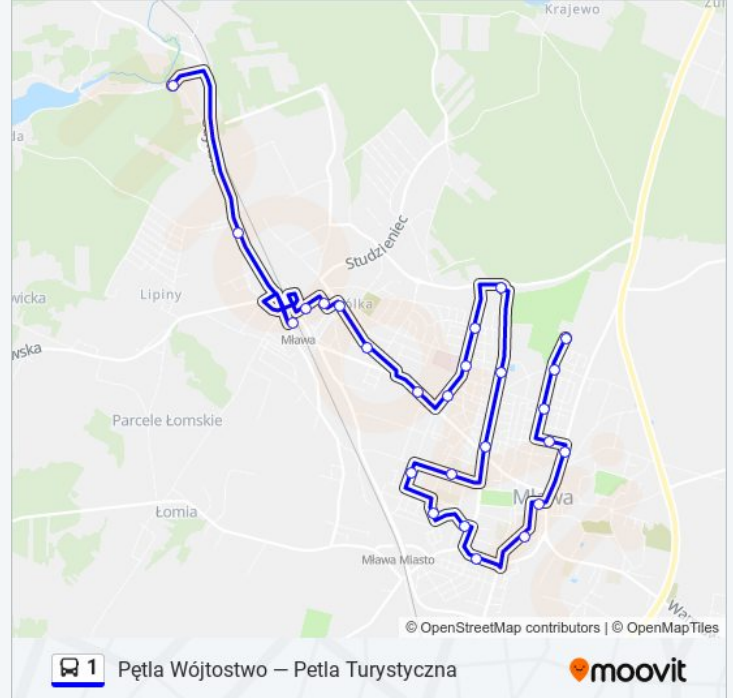 Krajewo
Studzieniec
Lipiny
Mława
Parcele Łomskie
Mława
Łomia
Mława Miasto
© OpenStreetMap contributors | © OpenMapTiles
1 Pętla Wójtostwo – Petla Turystyczna moovit